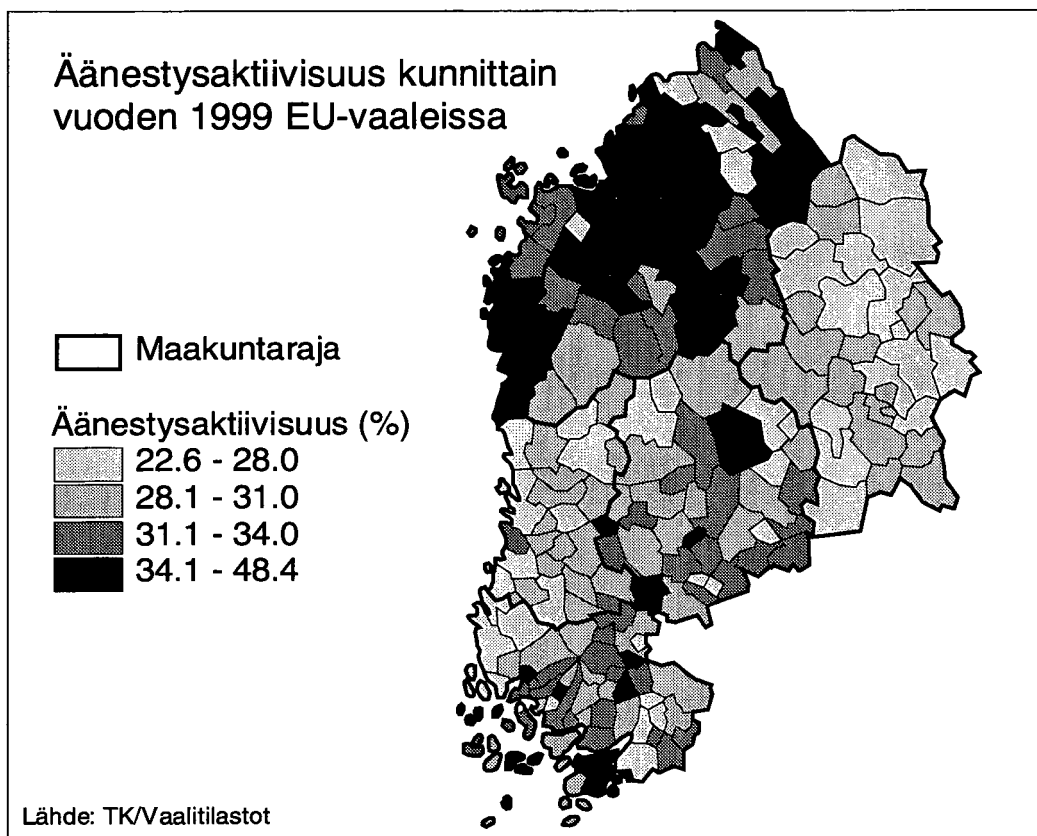 Äänestysaktiivisuus kunnittain
vuoden 1999 EU-vaaleissa
Maakuntaraja
Äänestysaktiivisuus (%)
22.6 - 28.0
28.1 - 31.0
31.1 - 34.0
34.1 - 48.4
Lähde: TK/Vaalitilastot